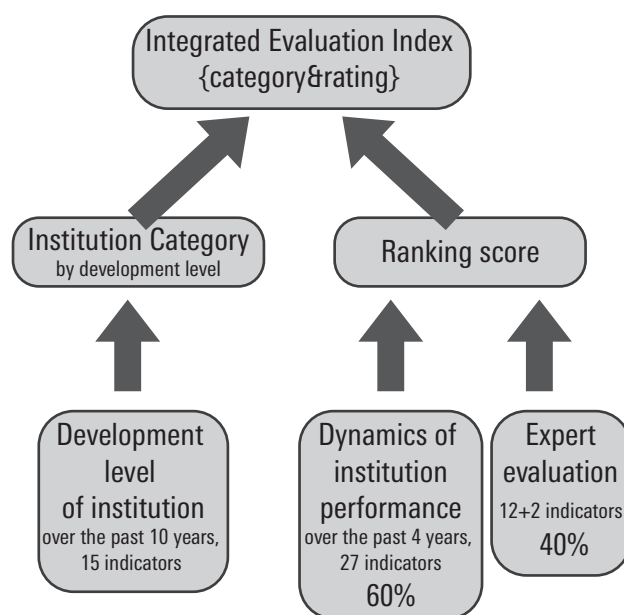 Integrated Evaluation Index
{category&rating}
Institution Category
by development level
Ranking score
Development
level
of institution
over the past 10 years,
15 indicators
Dynamics of
institution
performance
over the past 4 years,
27 indicators
60%
Expert
evaluation
12+2 indicators
40%